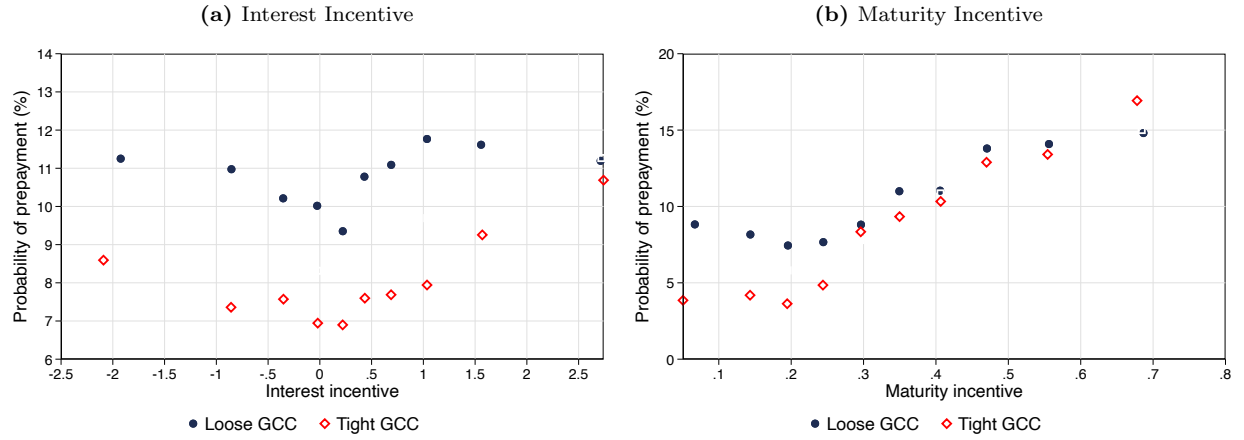 (a) Interest Incentive
Probability of prepayment (%)
14
13
12
11
10
9
8
7
6
-2.5 -2 -1.5 -1 -.5 0 .5 1 1.5 2 2.5
Interest incentive
Loose GCC Tight GCC
(b) Maturity Incentive
Probability of prepayment (%)
20
15
10
5
0
.1 .2 .3 .4 .5 .6 .7 .8
Maturity incentive
Loose GCC Tight GCC